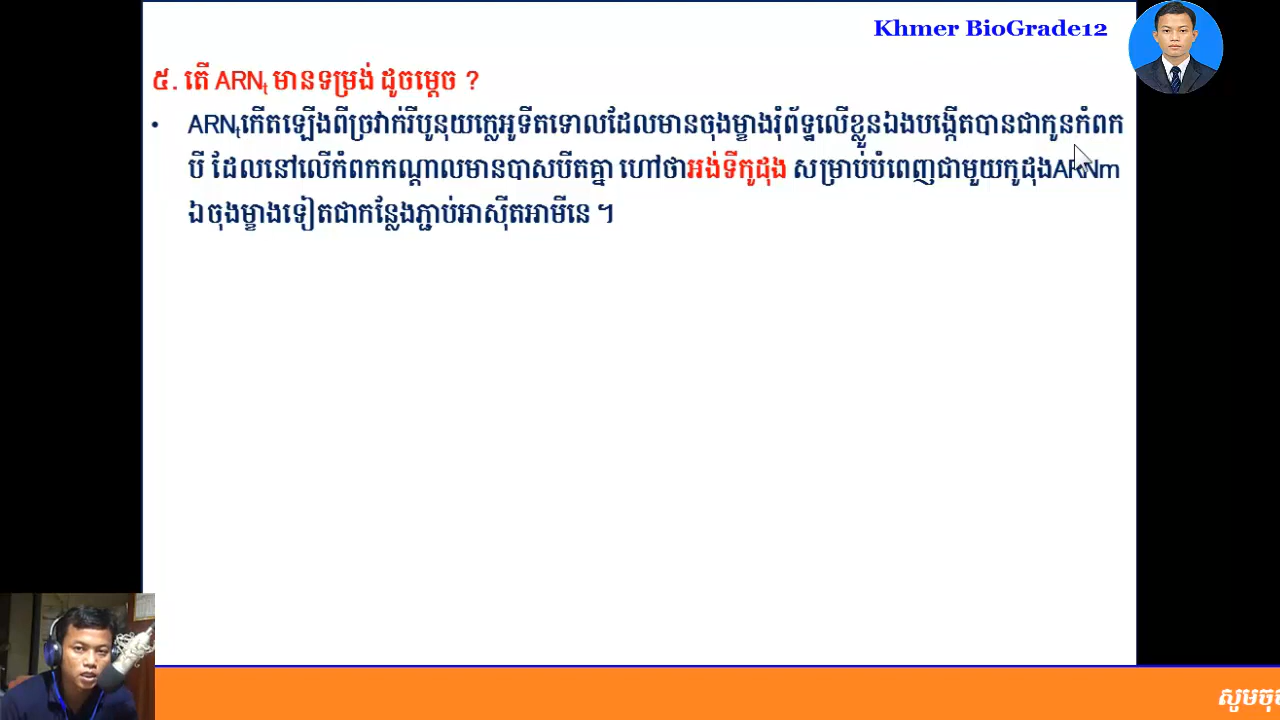 Khmer BioGrade12
៥. តើ ARNt មានទម្រង់ ដូចម្ដេច ?
• ARNtកើតឡើងពីច្រវាក់រីបូនុយក្លេអូទីតទោលដែលមានចុងម្ខាងរុំព័ទ្ធលើខ្លួនឯងបង្កើតបានជាកូនកំពក
បី ដែលនៅលើកំពកកណ្ដាលមានបាសបីតគ្នា ហៅថាអង់ទីកូដុង សម្រាប់បំពេញជាមួយកូដុងARNm
ឯចុងម្ខាងទៀតជាកន្លែងភ្ជាប់អាស៊ីតអាមីនេ ។